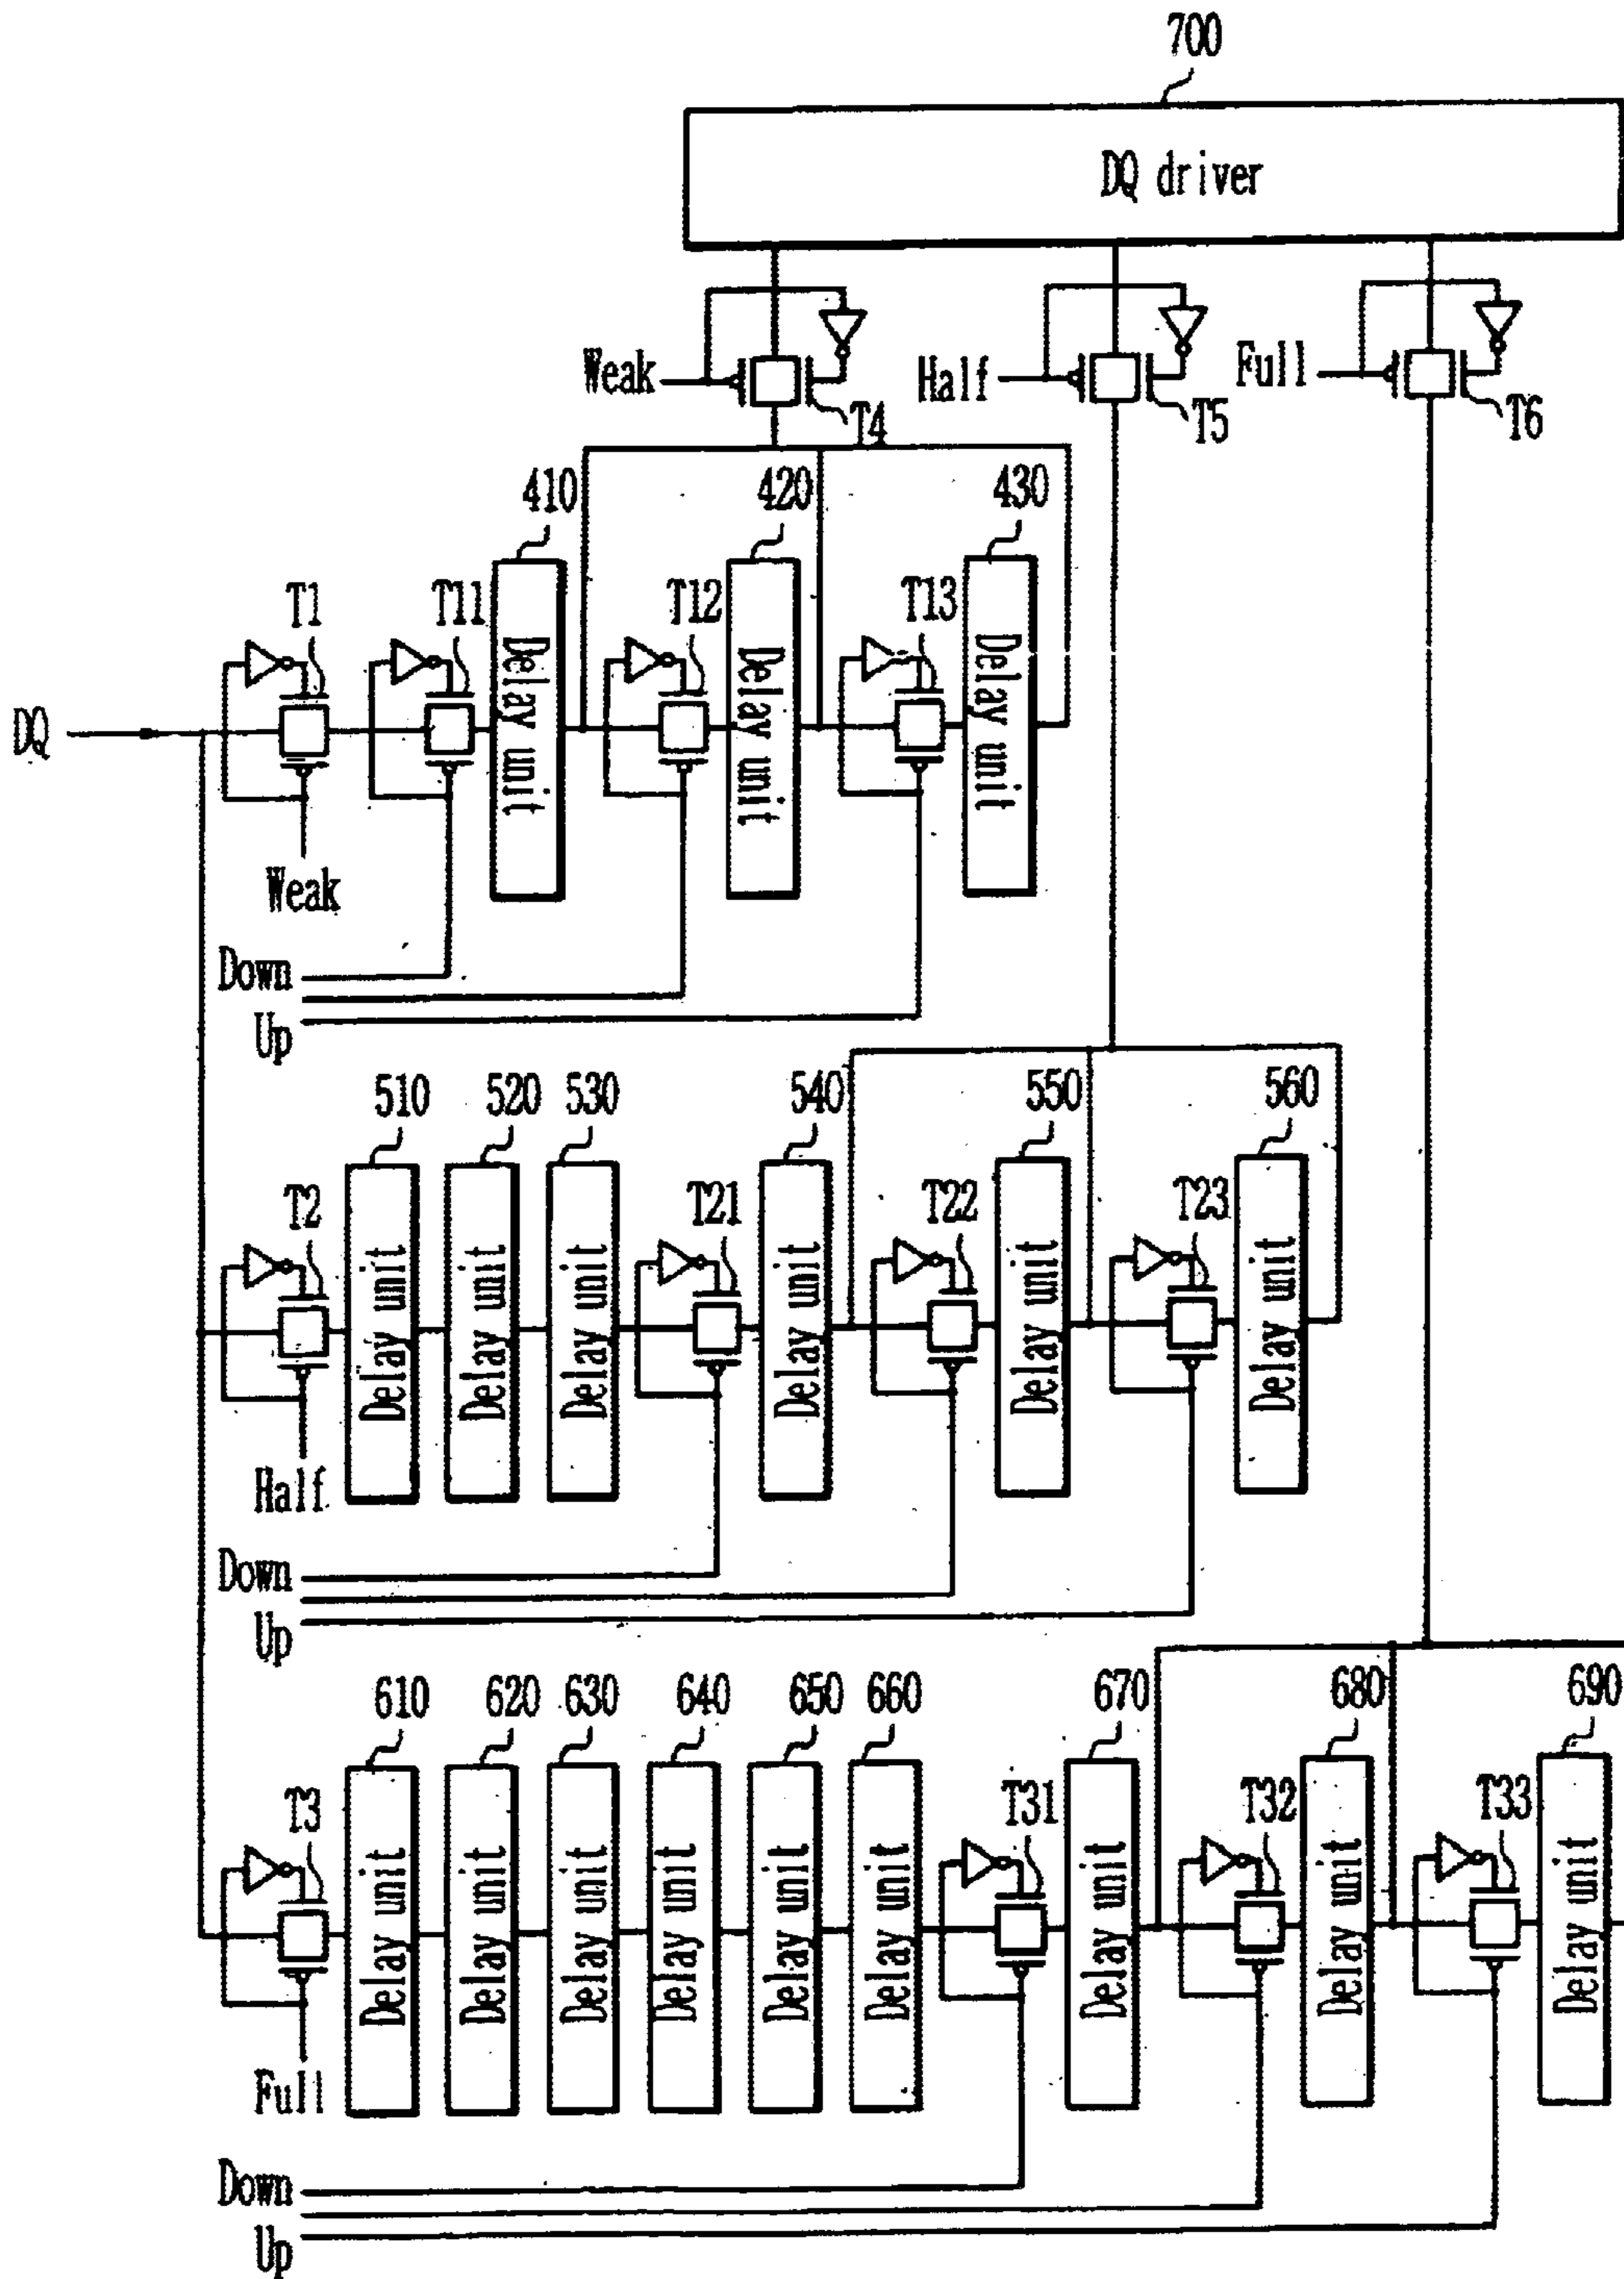 700
DQ driver
Weak
T4
Half
T5
Full
T6
410
420
430
T1
T11
T12
T13
Delay unit
Delay unit
Delay unit
DQ
Weak
Down
Up
510
520
530
540
550
560
T2
T21
T22
T23
Delay unit
Delay unit
Delay unit
Delay unit
Delay unit
Delay unit
Half
Down
Up
610
620
630
640
650
660
670
680
690
T3
T31
T32
T33
Delay unit
Delay unit
Delay unit
Delay unit
Delay unit
Delay unit
Delay unit
Delay unit
Delay unit
Full
Down
Up